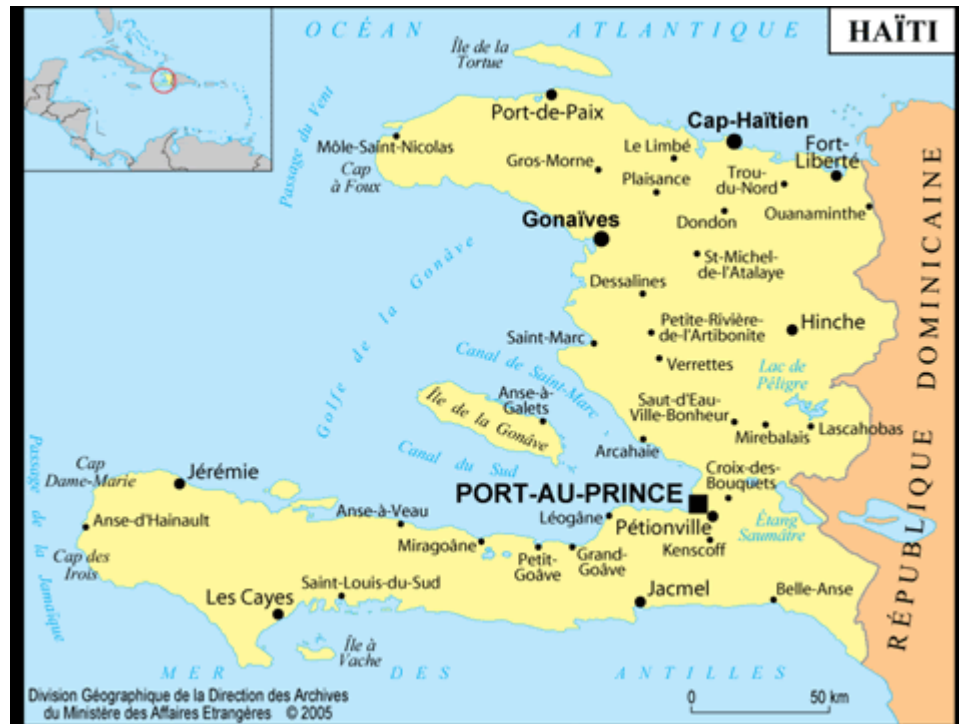 HAÏTI
OCÉAN ATLANTIQUE
Île de la
Tortue
Passage du Vent
Port-de-Paix
Cap-Haïtien
Môle-Saint-Nicolas
Le Limbé
Fort-
Liberté
Cap
à Foux
Gros-Morne
Plaisance
Trou-
du-Nord
Dondon
Ouanaminthe
Gonaïves
St-Michel-
de-l'Atalaye
Dessalines
Golfe de la Gonâve
Petite-Rivière-
de-l'Artibonite
Hinche
Saint-Marc
Verrettes
Canal de Saint-Marc
Lac de
Péligre
Anse-à-
Galets
Île de la Gonâve
Saut-d'Eau-
Ville-Bonheur
Mirebalais
Lascahobas
Arcahaie
Canal du Sud
Croix-des-
Bouquets
Cap
Dame-Marie
Jérémie
PORT-AU-PRINCE
Passage de la Jamaïque
Anse-d'Hainault
Anse-à-Veau
Léogâne
Pétionville
Étang
Saumâtre
Miragoâne
Petit-
Goâve
Grand-
Goâve
Kenscoff
Cap des
Irois
Saint-Louis-du-Sud
Les Cayes
Jacmel
Belle-Anse
Île à
Vache
RÉPUBLIQUE DOMINICAINE
MER DES ANTILLES
Division Géographique de la Direction des Archives
du Ministère des Affaires Etrangères © 2005
0 50 km